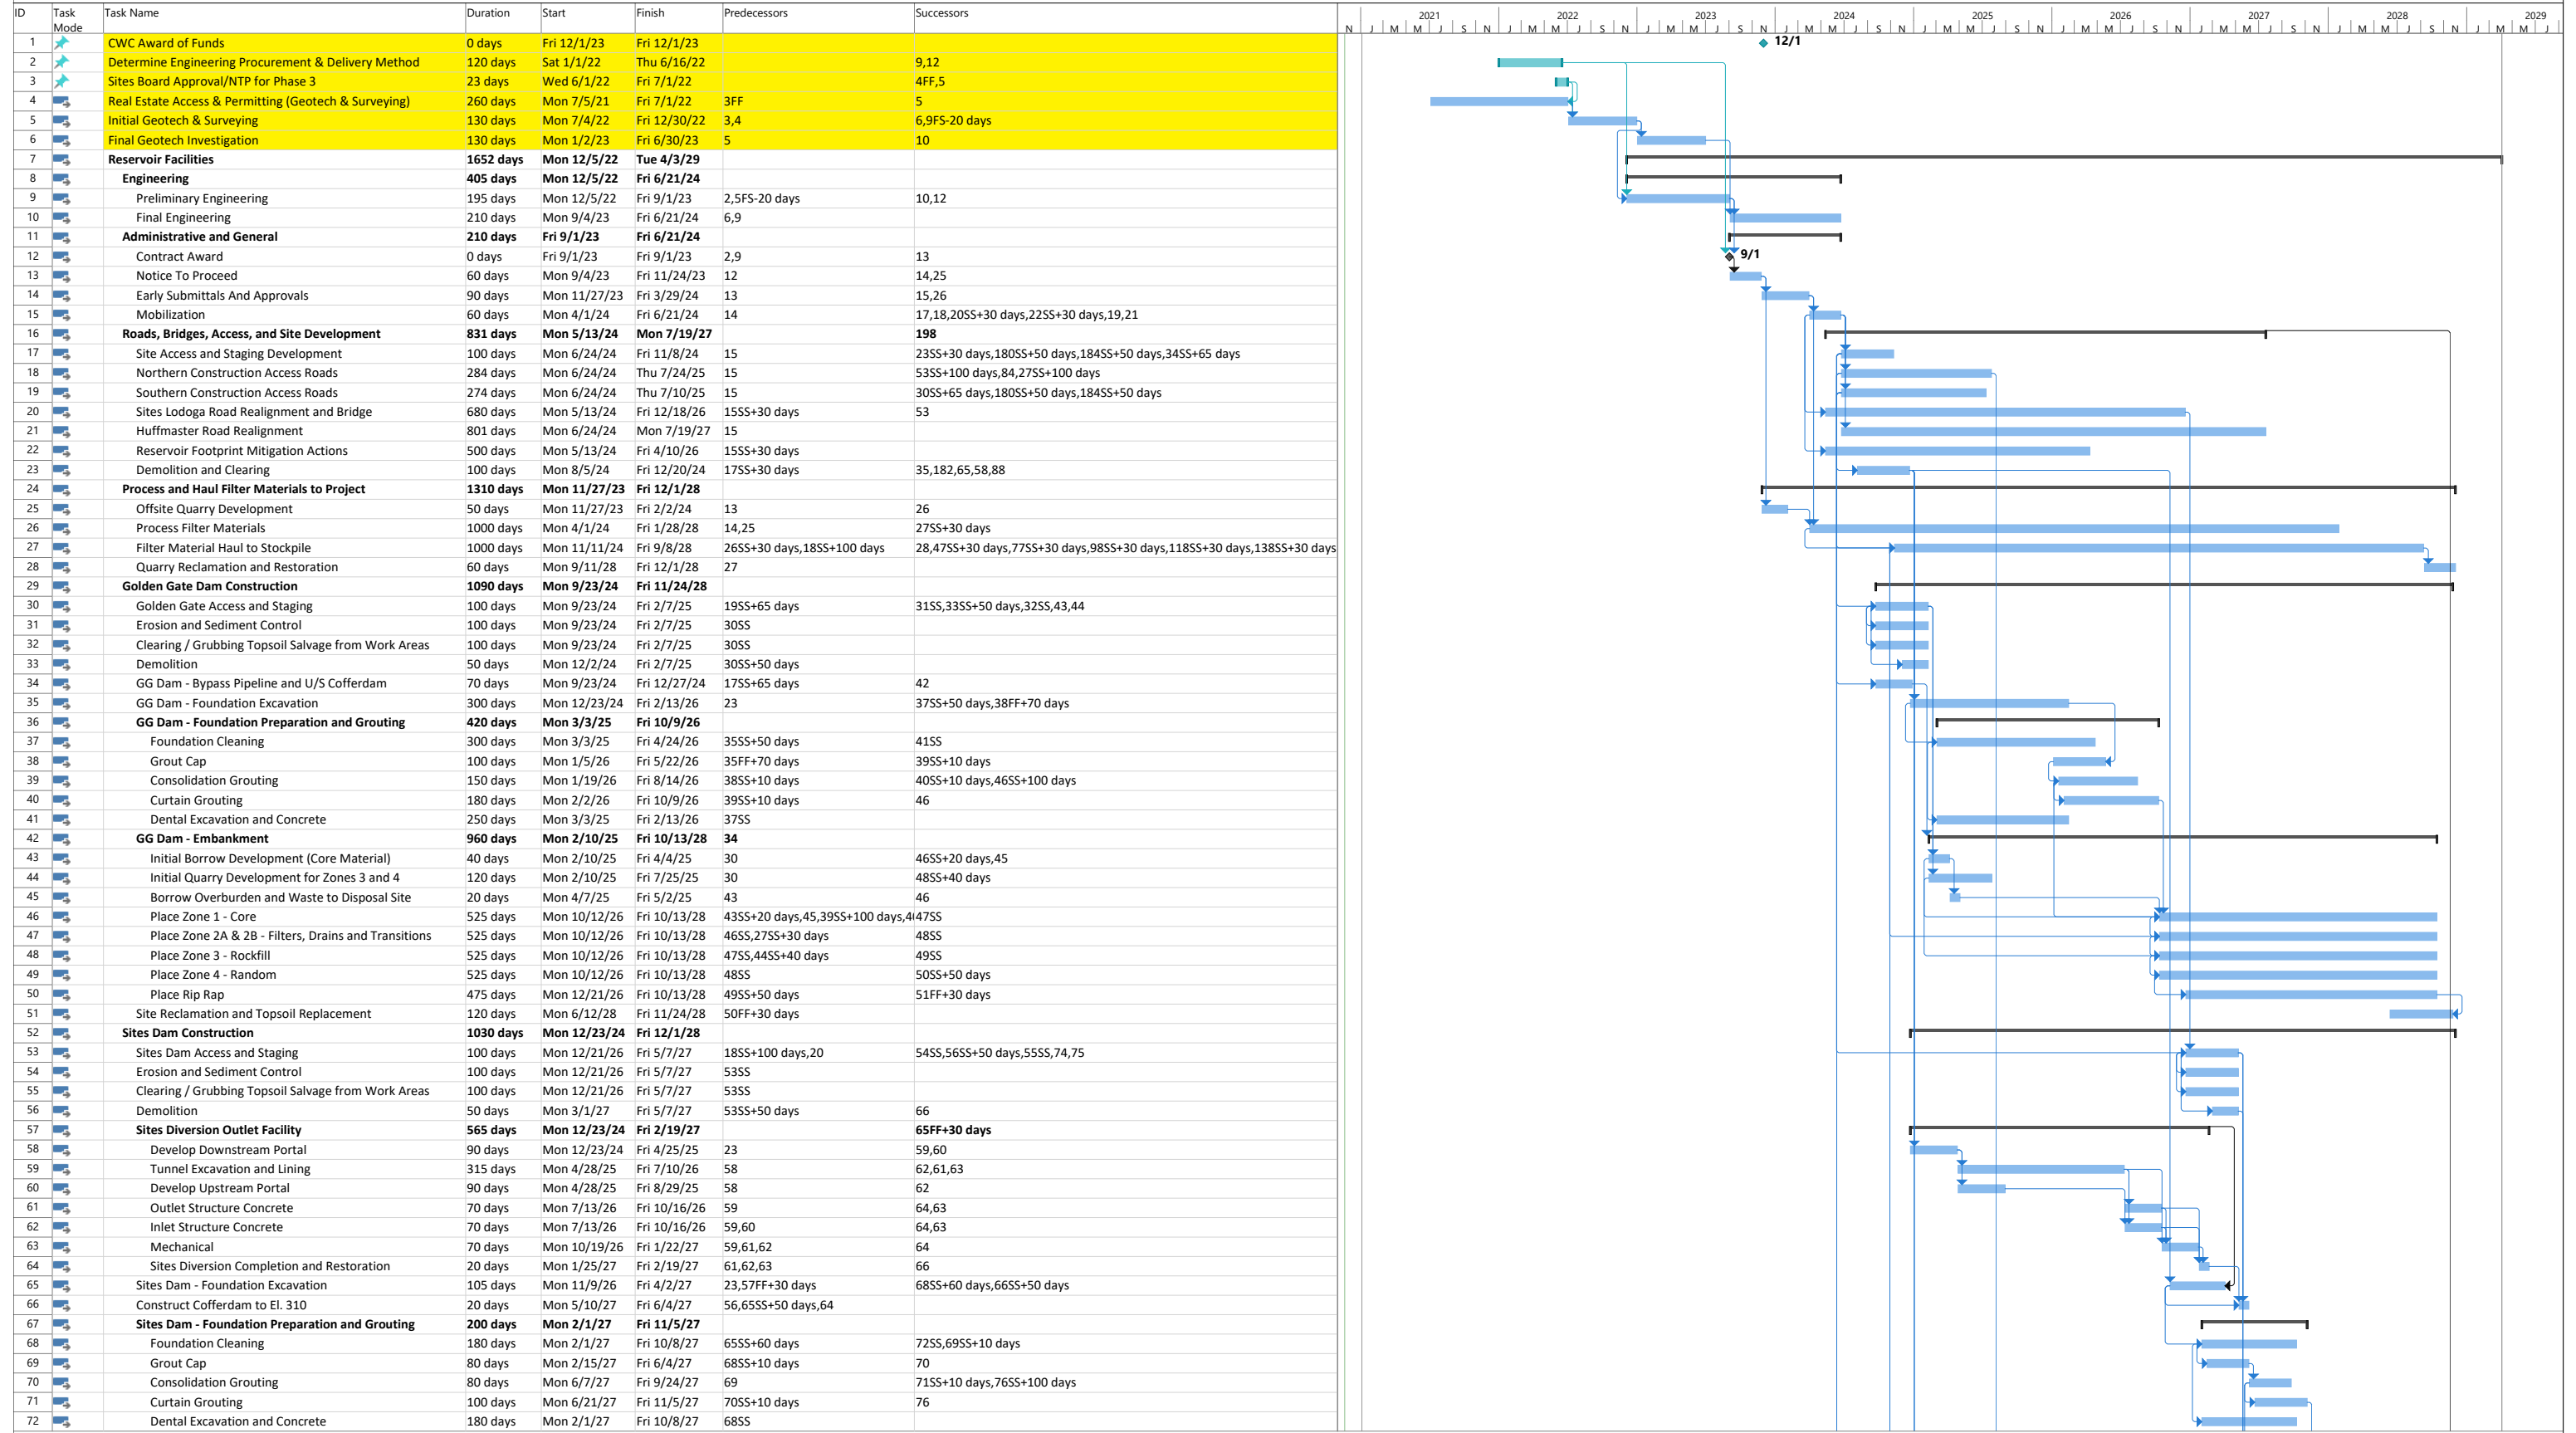 ID Task Mode Task Name Duration Start Finish Predecessors Successors
2021 2022 2023 2024 2025 2026 2027 2028 2029
N J M M J S N J M M J S N J M M J S N J M M J S N J M M J S N J M M J S N J M M J S N J M M J S N J M M J
1 CWC Award of Funds 0 days Fri 12/1/23 Fri 12/1/23 12/1
2 Determine Engineering Procurement & Delivery Method 120 days Sat 1/1/22 Thu 6/16/22 9,12
3 Sites Board Approval/NTP for Phase 3 23 days Wed 6/1/22 Fri 7/1/22 4FF,5
4 Real Estate Access & Permitting (Geotech & Surveying) 260 days Mon 7/5/21 Fri 7/1/22 3FF 5
5 Initial Geotech & Surveying 130 days Mon 7/4/22 Fri 12/30/22 3,4 6,9FS-20 days
6 Final Geotech Investigation 130 days Mon 1/2/23 Fri 6/30/23 5 10
7 Reservoir Facilities 1652 days Mon 12/5/22 Tue 4/3/29
8 Engineering 405 days Mon 12/5/22 Fri 6/21/24
9 Preliminary Engineering 195 days Mon 12/5/22 Fri 9/1/23 2,5FS-20 days 10,12
10 Final Engineering 210 days Mon 9/4/23 Fri 6/21/24 6,9
11 Administrative and General 210 days Fri 9/1/23 Fri 6/21/24
12 Contract Award 0 days Fri 9/1/23 Fri 9/1/23 2,9 13 9/1
13 Notice To Proceed 60 days Mon 9/4/23 Fri 11/24/23 12 14,25
14 Early Submittals And Approvals 90 days Mon 11/27/23 Fri 3/29/24 13 15,26
15 Mobilization 60 days Mon 4/1/24 Fri 6/21/24 14 17,18,20SS+30 days,22SS+30 days,19,21
16 Roads, Bridges, Access, and Site Development 831 days Mon 5/13/24 Mon 7/19/27 198
17 Site Access and Staging Development 100 days Mon 6/24/24 Fri 11/8/24 15 23SS+30 days,180SS+50 days,184SS+50 days,34SS+65 days
18 Northern Construction Access Roads 284 days Mon 6/24/24 Thu 7/24/25 15 53SS+100 days,84,27SS+100 days
19 Southern Construction Access Roads 274 days Mon 6/24/24 Thu 7/10/25 15 30SS+65 days,180SS+50 days,184SS+50 days
20 Sites Lodoga Road Realignment and Bridge 680 days Mon 5/13/24 Fri 12/18/26 15SS+30 days 53
21 Huffmaster Road Realignment 801 days Mon 6/24/24 Mon 7/19/27 15
22 Reservoir Footprint Mitigation Actions 500 days Mon 5/13/24 Fri 4/10/26 15SS+30 days
23 Demolition and Clearing 100 days Mon 8/5/24 Fri 12/20/24 17SS+30 days 35,182,65,58,88
24 Process and Haul Filter Materials to Project 1310 days Mon 11/27/23 Fri 12/1/28
25 Offsite Quarry Development 50 days Mon 11/27/23 Fri 2/2/24 13 26
26 Process Filter Materials 1000 days Mon 4/1/24 Fri 1/28/28 14,25 27SS+30 days
27 Filter Material Haul to Stockpile 1000 days Mon 11/11/24 Fri 9/8/28 26SS+30 days,18SS+100 days 28,47SS+30 days,77SS+30 days,98SS+30 days,118SS+30 days,138SS+30 days
28 Quarry Reclamation and Restoration 60 days Mon 9/11/28 Fri 12/1/28 27
29 Golden Gate Dam Construction 1090 days Mon 9/23/24 Fri 11/24/28
30 Golden Gate Access and Staging 100 days Mon 9/23/24 Fri 2/7/25 19SS+65 days 31SS,33SS+50 days,32SS,43,44
31 Erosion and Sediment Control 100 days Mon 9/23/24 Fri 2/7/25 30SS
32 Clearing / Grubbing Topsoil Salvage from Work Areas 100 days Mon 9/23/24 Fri 2/7/25 30SS
33 Demolition 50 days Mon 12/2/24 Fri 2/7/25 30SS+50 days
34 GG Dam - Bypass Pipeline and U/S Cofferdam 70 days Mon 9/23/24 Fri 12/27/24 17SS+65 days 42
35 GG Dam - Foundation Excavation 300 days Mon 12/23/24 Fri 2/13/26 23 37SS+50 days,38FF+70 days
36 GG Dam - Foundation Preparation and Grouting 420 days Mon 3/3/25 Fri 10/9/26
37 Foundation Cleaning 300 days Mon 3/3/25 Fri 4/24/26 35SS+50 days 41SS
38 Grout Cap 100 days Mon 1/5/26 Fri 5/22/26 35FF+70 days 39SS+10 days
39 Consolidation Grouting 150 days Mon 1/19/26 Fri 8/14/26 38SS+10 days 40SS+10 days,46SS+100 days
40 Curtain Grouting 180 days Mon 2/2/26 Fri 10/9/26 39SS+10 days 46
41 Dental Excavation and Concrete 250 days Mon 3/3/25 Fri 2/13/26 37SS
42 GG Dam - Embankment 960 days Mon 2/10/25 Fri 10/13/28 34
43 Initial Borrow Development (Core Material) 40 days Mon 2/10/25 Fri 4/4/25 30 46SS+20 days,45
44 Initial Quarry Development for Zones 3 and 4 120 days Mon 2/10/25 Fri 7/25/25 30 48SS+40 days
45 Borrow Overburden and Waste to Disposal Site 20 days Mon 4/7/25 Fri 5/2/25 43 46
46 Place Zone 1 - Core 525 days Mon 10/12/26 Fri 10/13/28 43SS+20 days,45,39SS+100 days,4 47SS
47 Place Zone 2A & 2B - Filters, Drains and Transitions 525 days Mon 10/12/26 Fri 10/13/28 46SS,27SS+30 days 48SS
48 Place Zone 3 - Rockfill 525 days Mon 10/12/26 Fri 10/13/28 47SS,44SS+40 days 49SS
49 Place Zone 4 - Random 525 days Mon 10/12/26 Fri 10/13/28 48SS 50SS+50 days
50 Place Rip Rap 475 days Mon 12/21/26 Fri 10/13/28 49SS+50 days 51FF+30 days
51 Site Reclamation and Topsoil Replacement 120 days Mon 6/12/28 Fri 11/24/28 50FF+30 days
52 Sites Dam Construction 1030 days Mon 12/23/24 Fri 12/1/28
53 Sites Dam Access and Staging 100 days Mon 12/21/26 Fri 5/7/27 18SS+100 days,20 54SS,56SS+50 days,55SS,74,75
54 Erosion and Sediment Control 100 days Mon 12/21/26 Fri 5/7/27 53SS
55 Clearing / Grubbing Topsoil Salvage from Work Areas 100 days Mon 12/21/26 Fri 5/7/27 53SS
56 Demolition 50 days Mon 3/1/27 Fri 5/7/27 53SS+50 days 66
57 Sites Diversion Outlet Facility 565 days Mon 12/23/24 Fri 2/19/27 65FF+30 days
58 Develop Downstream Portal 90 days Mon 12/23/24 Fri 4/25/25 23 59,60
59 Tunnel Excavation and Lining 315 days Mon 4/28/25 Fri 7/10/26 58 62,61,63
60 Develop Upstream Portal 90 days Mon 4/28/25 Fri 8/29/25 58 62
61 Outlet Structure Concrete 70 days Mon 7/13/26 Fri 10/16/26 59 64,63
62 Inlet Structure Concrete 70 days Mon 7/13/26 Fri 10/16/26 59,60 64,63
63 Mechanical 70 days Mon 10/19/26 Fri 1/22/27 59,61,62 64
64 Sites Diversion Completion and Restoration 20 days Mon 1/25/27 Fri 2/19/27 61,62,63 66
65 Sites Dam - Foundation Excavation 105 days Mon 11/9/26 Fri 4/2/27 23,57FF+30 days 68SS+60 days,66SS+50 days
66 Construct Cofferdam to El. 310 20 days Mon 5/10/27 Fri 6/4/27 56,65SS+50 days,64
67 Sites Dam - Foundation Preparation and Grouting 200 days Mon 2/1/27 Fri 11/5/27
68 Foundation Cleaning 180 days Mon 2/1/27 Fri 10/8/27 65SS+60 days 72SS,69SS+10 days
69 Grout Cap 80 days Mon 2/15/27 Fri 6/4/27 68SS+10 days 70
70 Consolidation Grouting 80 days Mon 6/7/27 Fri 9/24/27 69 71SS+10 days,76SS+100 days
71 Curtain Grouting 100 days Mon 6/21/27 Fri 11/5/27 70SS+10 days 76
72 Dental Excavation and Concrete 180 days Mon 2/1/27 Fri 10/8/27 68SS